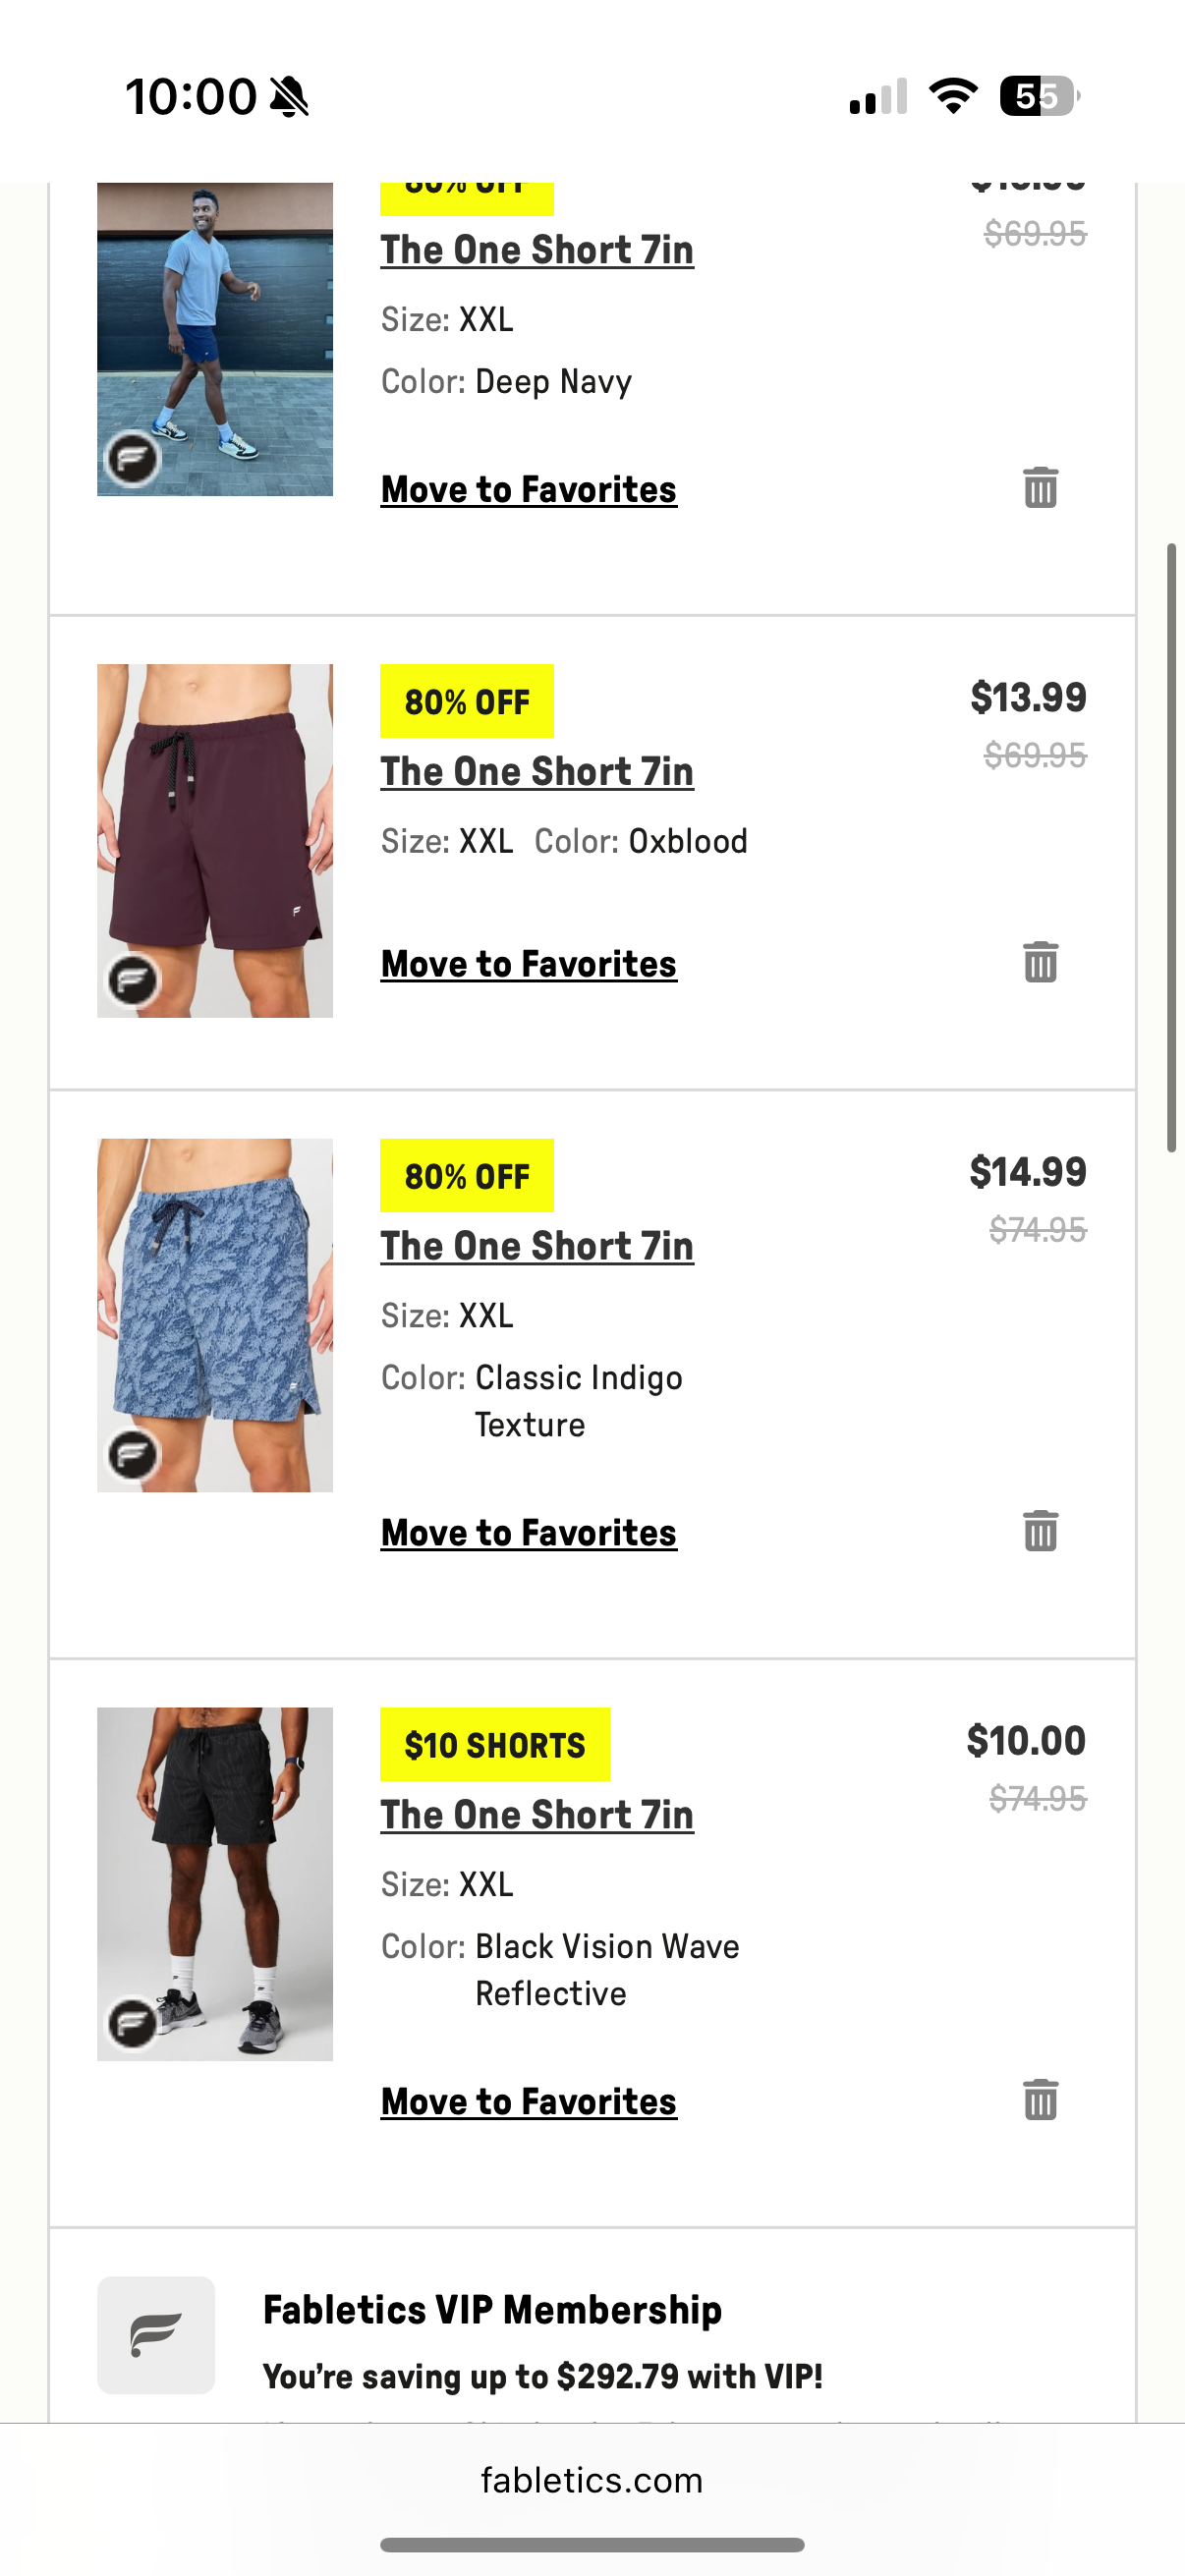 10:00
55
$69.95
The One Short 7in
Size: XXL
Color: Deep Navy
Move to Favorites
80% OFF
$13.99
The One Short 7in
$69.95
Size: XXL Color: Oxblood
Move to Favorites
80% OFF
$14.99
The One Short 7in
$74.95
Size: XXL
Color: Classic Indigo
Texture
Move to Favorites
$10 SHORTS
$10.00
The One Short 7in
$74.95
Size: XXL
Color: Black Vision Wave
Reflective
Move to Favorites
Fabletics VIP Membership
You’re saving up to $292.79 with VIP!
fabletics.com